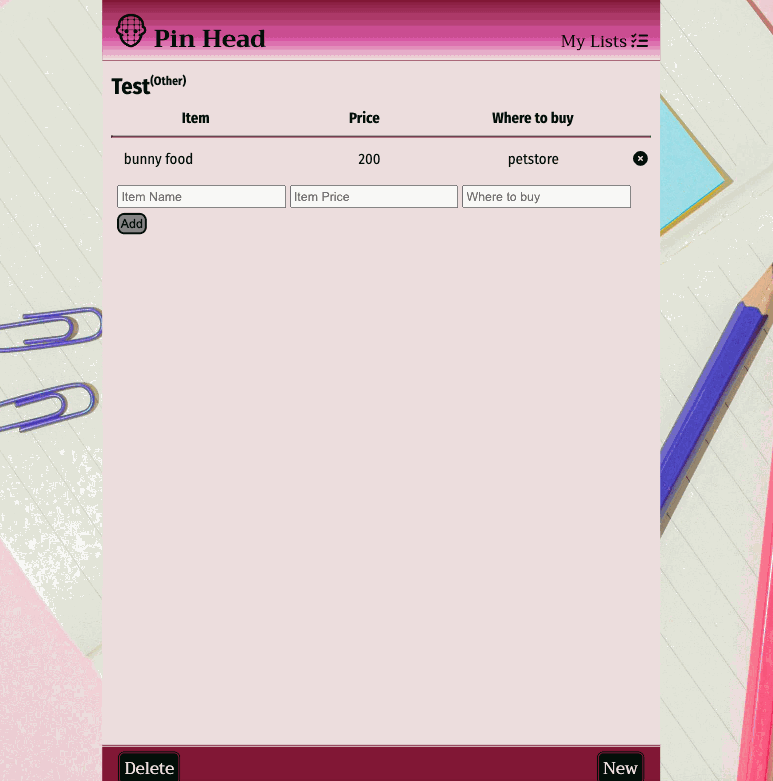 Pin Head
My Lists
Test(Other)
Item Price Where to buy
bunny food 200 petstore
Item Name Item Price Where to buy
Add
Delete New